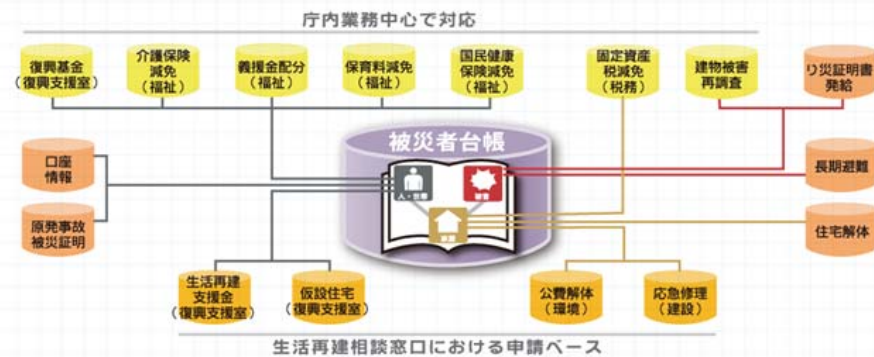 庁内業務中心で対応
復興基金
(復興支援室)
介護保険
減免
(福祉)
義援金配分
(福祉)
保育料減免
(福祉)
国民健康
保険減免
(福祉)
固定資産
税減免
(税務)
建物被害
再調査
り災証明書
発給
口座
情報
原発事故
被災証明
被災者台帳
人・世帯
被害
家屋
長期避難
住宅解体
生活再建
支援金
(復興支援室)
仮設住宅
(復興支援室)
公費解体
(環境)
応急修理
(建設)
生活再建相談窓口における申請ベース